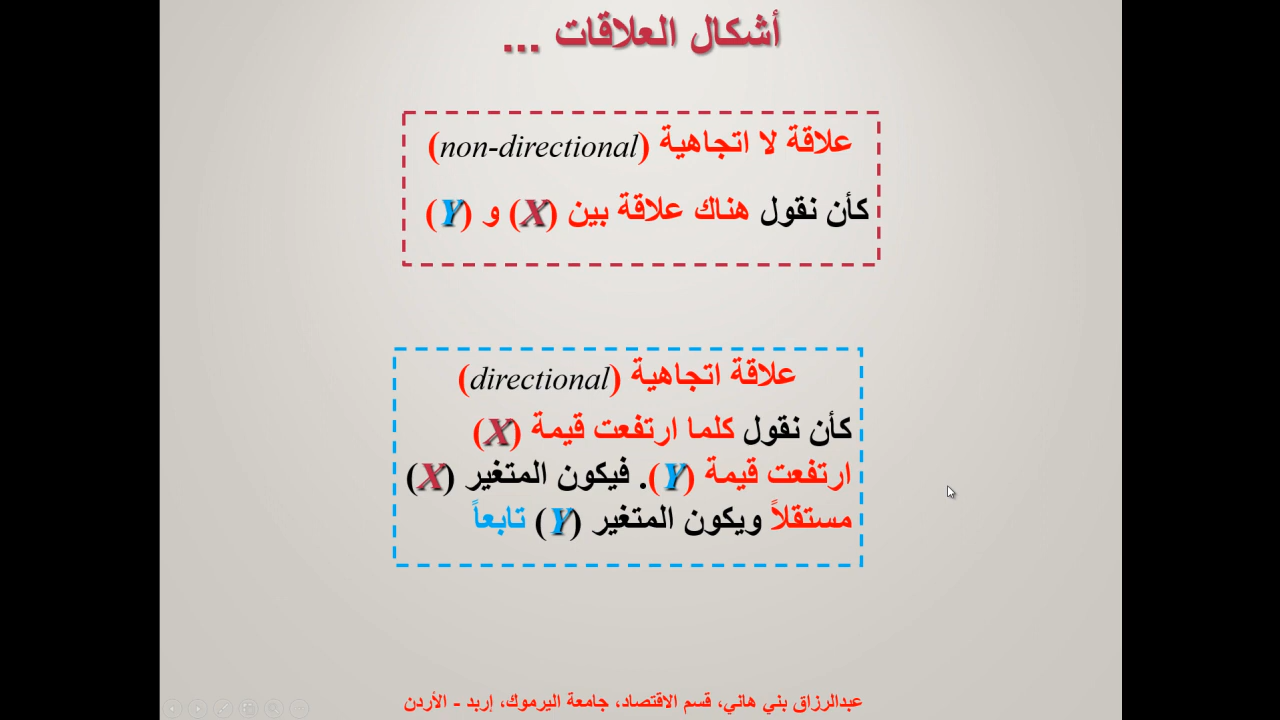 أشكال العلاقات ...
علاقة لا اتجاهية (non-directional)
كأن نقول هناك علاقة بين (X) و (Y)
علاقة اتجاهية (directional)
كأن نقول كلما ارتفعت قيمة (X)
ارتفعت قيمة (Y). فيكون المتغير (X)
مستقلاً ويكون المتغير (Y) تابعاً
عبدالرزاق بني هاني، قسم الاقتصاد، جامعة اليرموك، إربد - الأردن